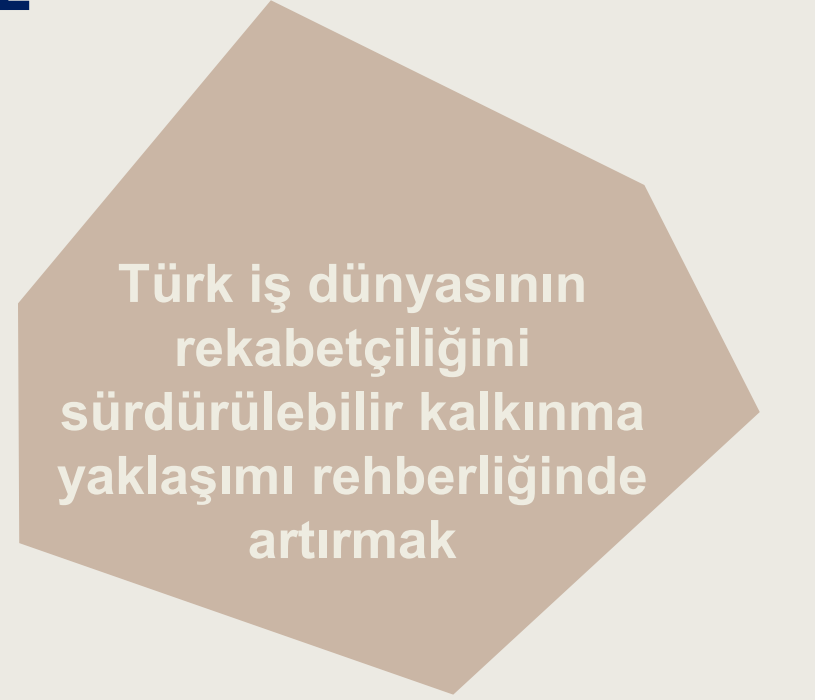 Türk iş dünyasının
rekabetçiliğini
sürdürülebilir kalkınma
yaklaşımı rehberliğinde
artırmak